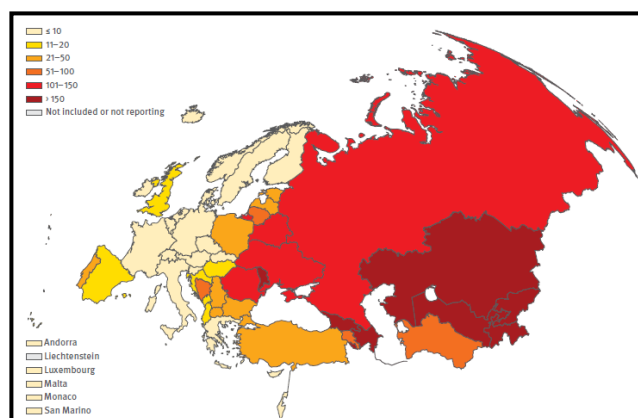 ≤ 10
11–20
21–50
51–100
101–150
> 150
Not included or not reporting
Andorra
Liechtenstein
Luxembourg
Malta
Monaco
San Marino